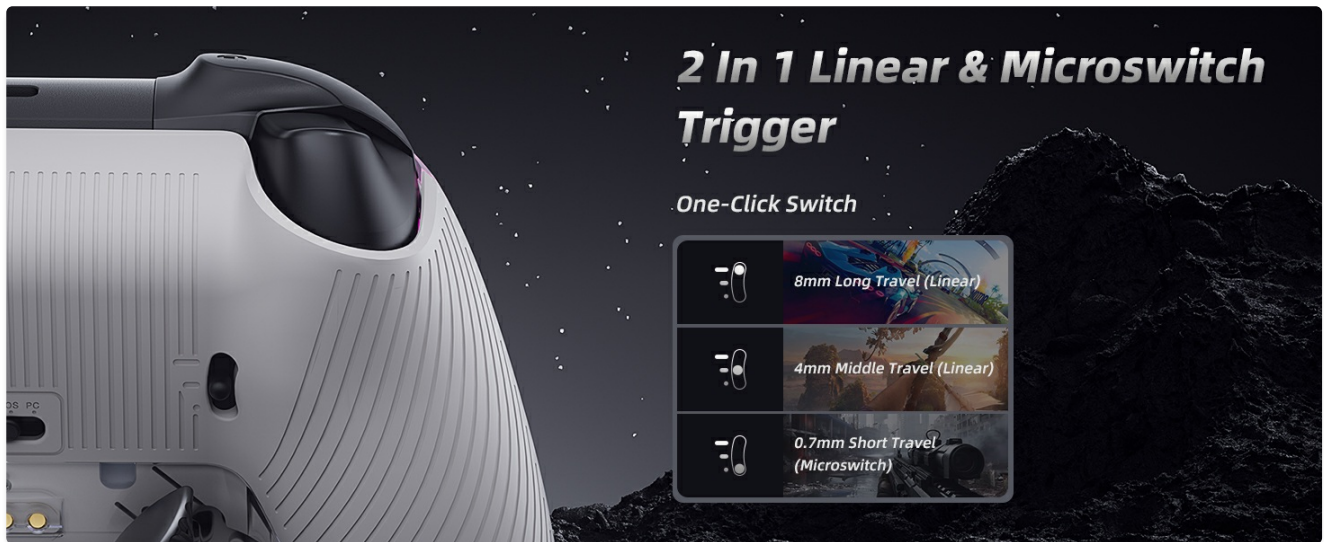 2 In 1 Linear & Microswitch
Trigger
One-Click Switch
8mm Long Travel (Linear)
4mm Middle Travel (Linear)
0.7mm Short Travel
(Microswitch)
OS PC